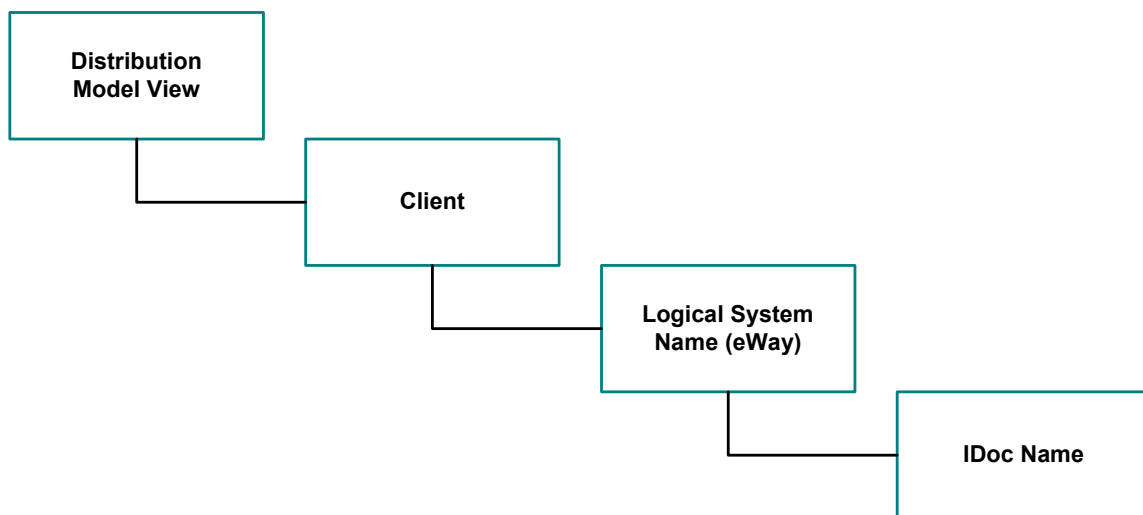 Distribution
Model View
Client
Logical System
Name (eWay)
IDoc Name